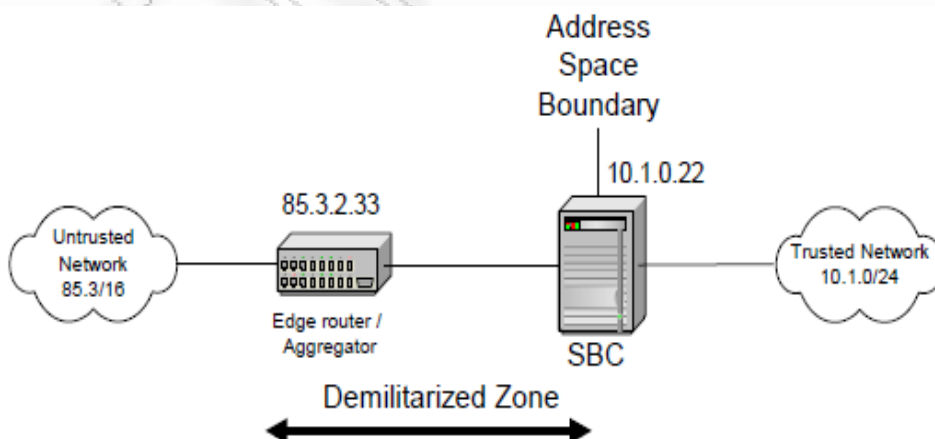 Address
Space
Boundary
10.1.0.22
85.3.2.33
Untrusted
Network
85.3/16
Edge router /
Aggregator
SBC
Trusted Network
10.1.0/24
Demilitarized Zone